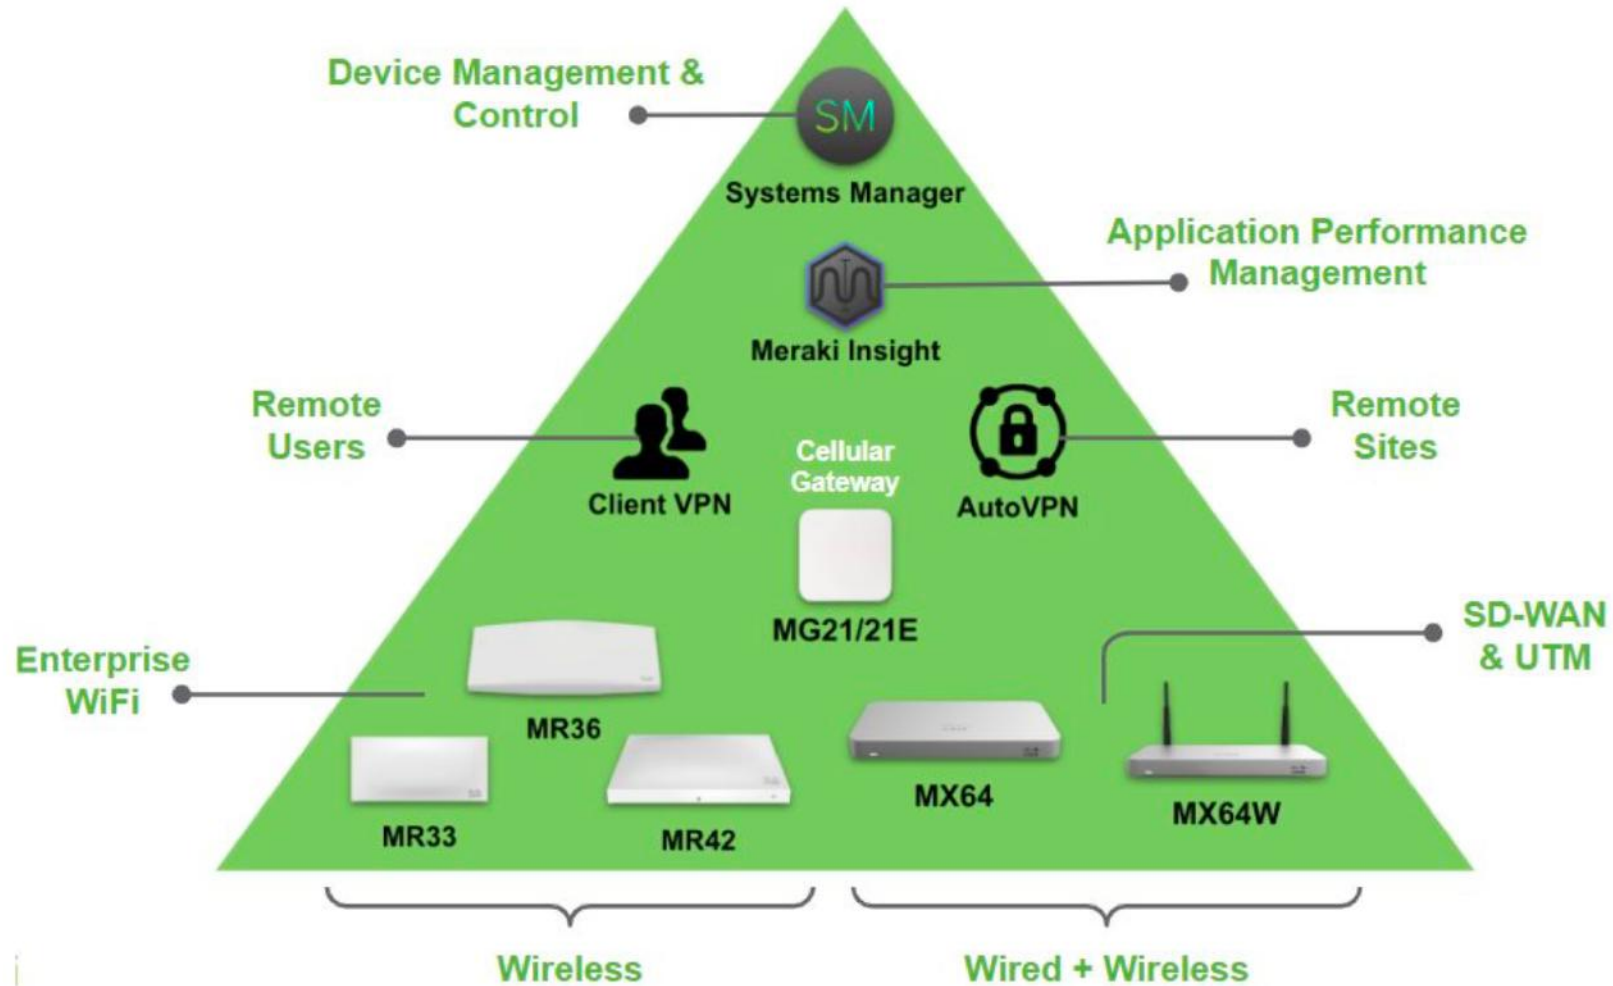 Device Management &
Control
SM
Systems Manager
Application Performance
Management
Meraki Insight
Remote
Users
Client VPN
Cellular
Gateway
MG21/21E
AutoVPN
Remote
Sites
SD-WAN
& UTM
Enterprise
WiFi
MR36
MR33
MR42
MX64
MX64W
Wireless
Wired + Wireless